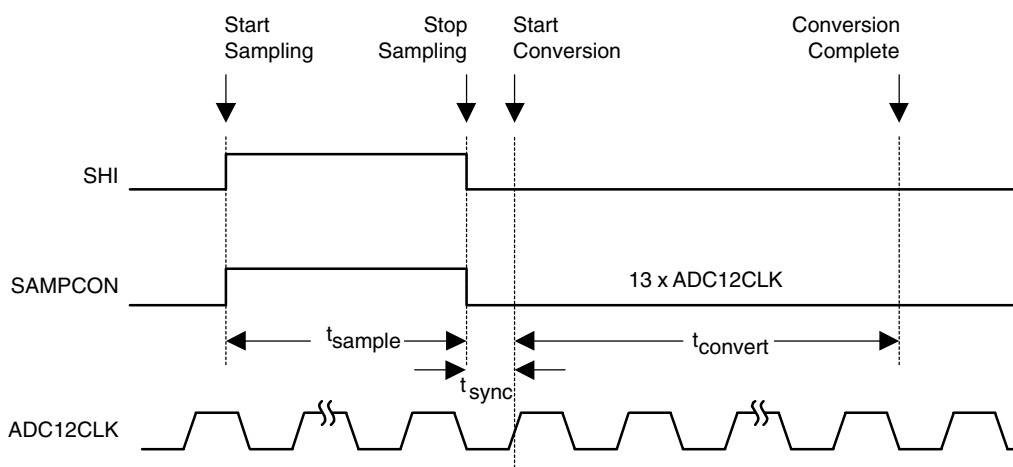 Start
Sampling
Stop
Sampling
Start
Conversion
Conversion
Complete
SHI
SAMPCON
13 x ADC12CLK
tsample
tconvert
tsync
ADC12CLK